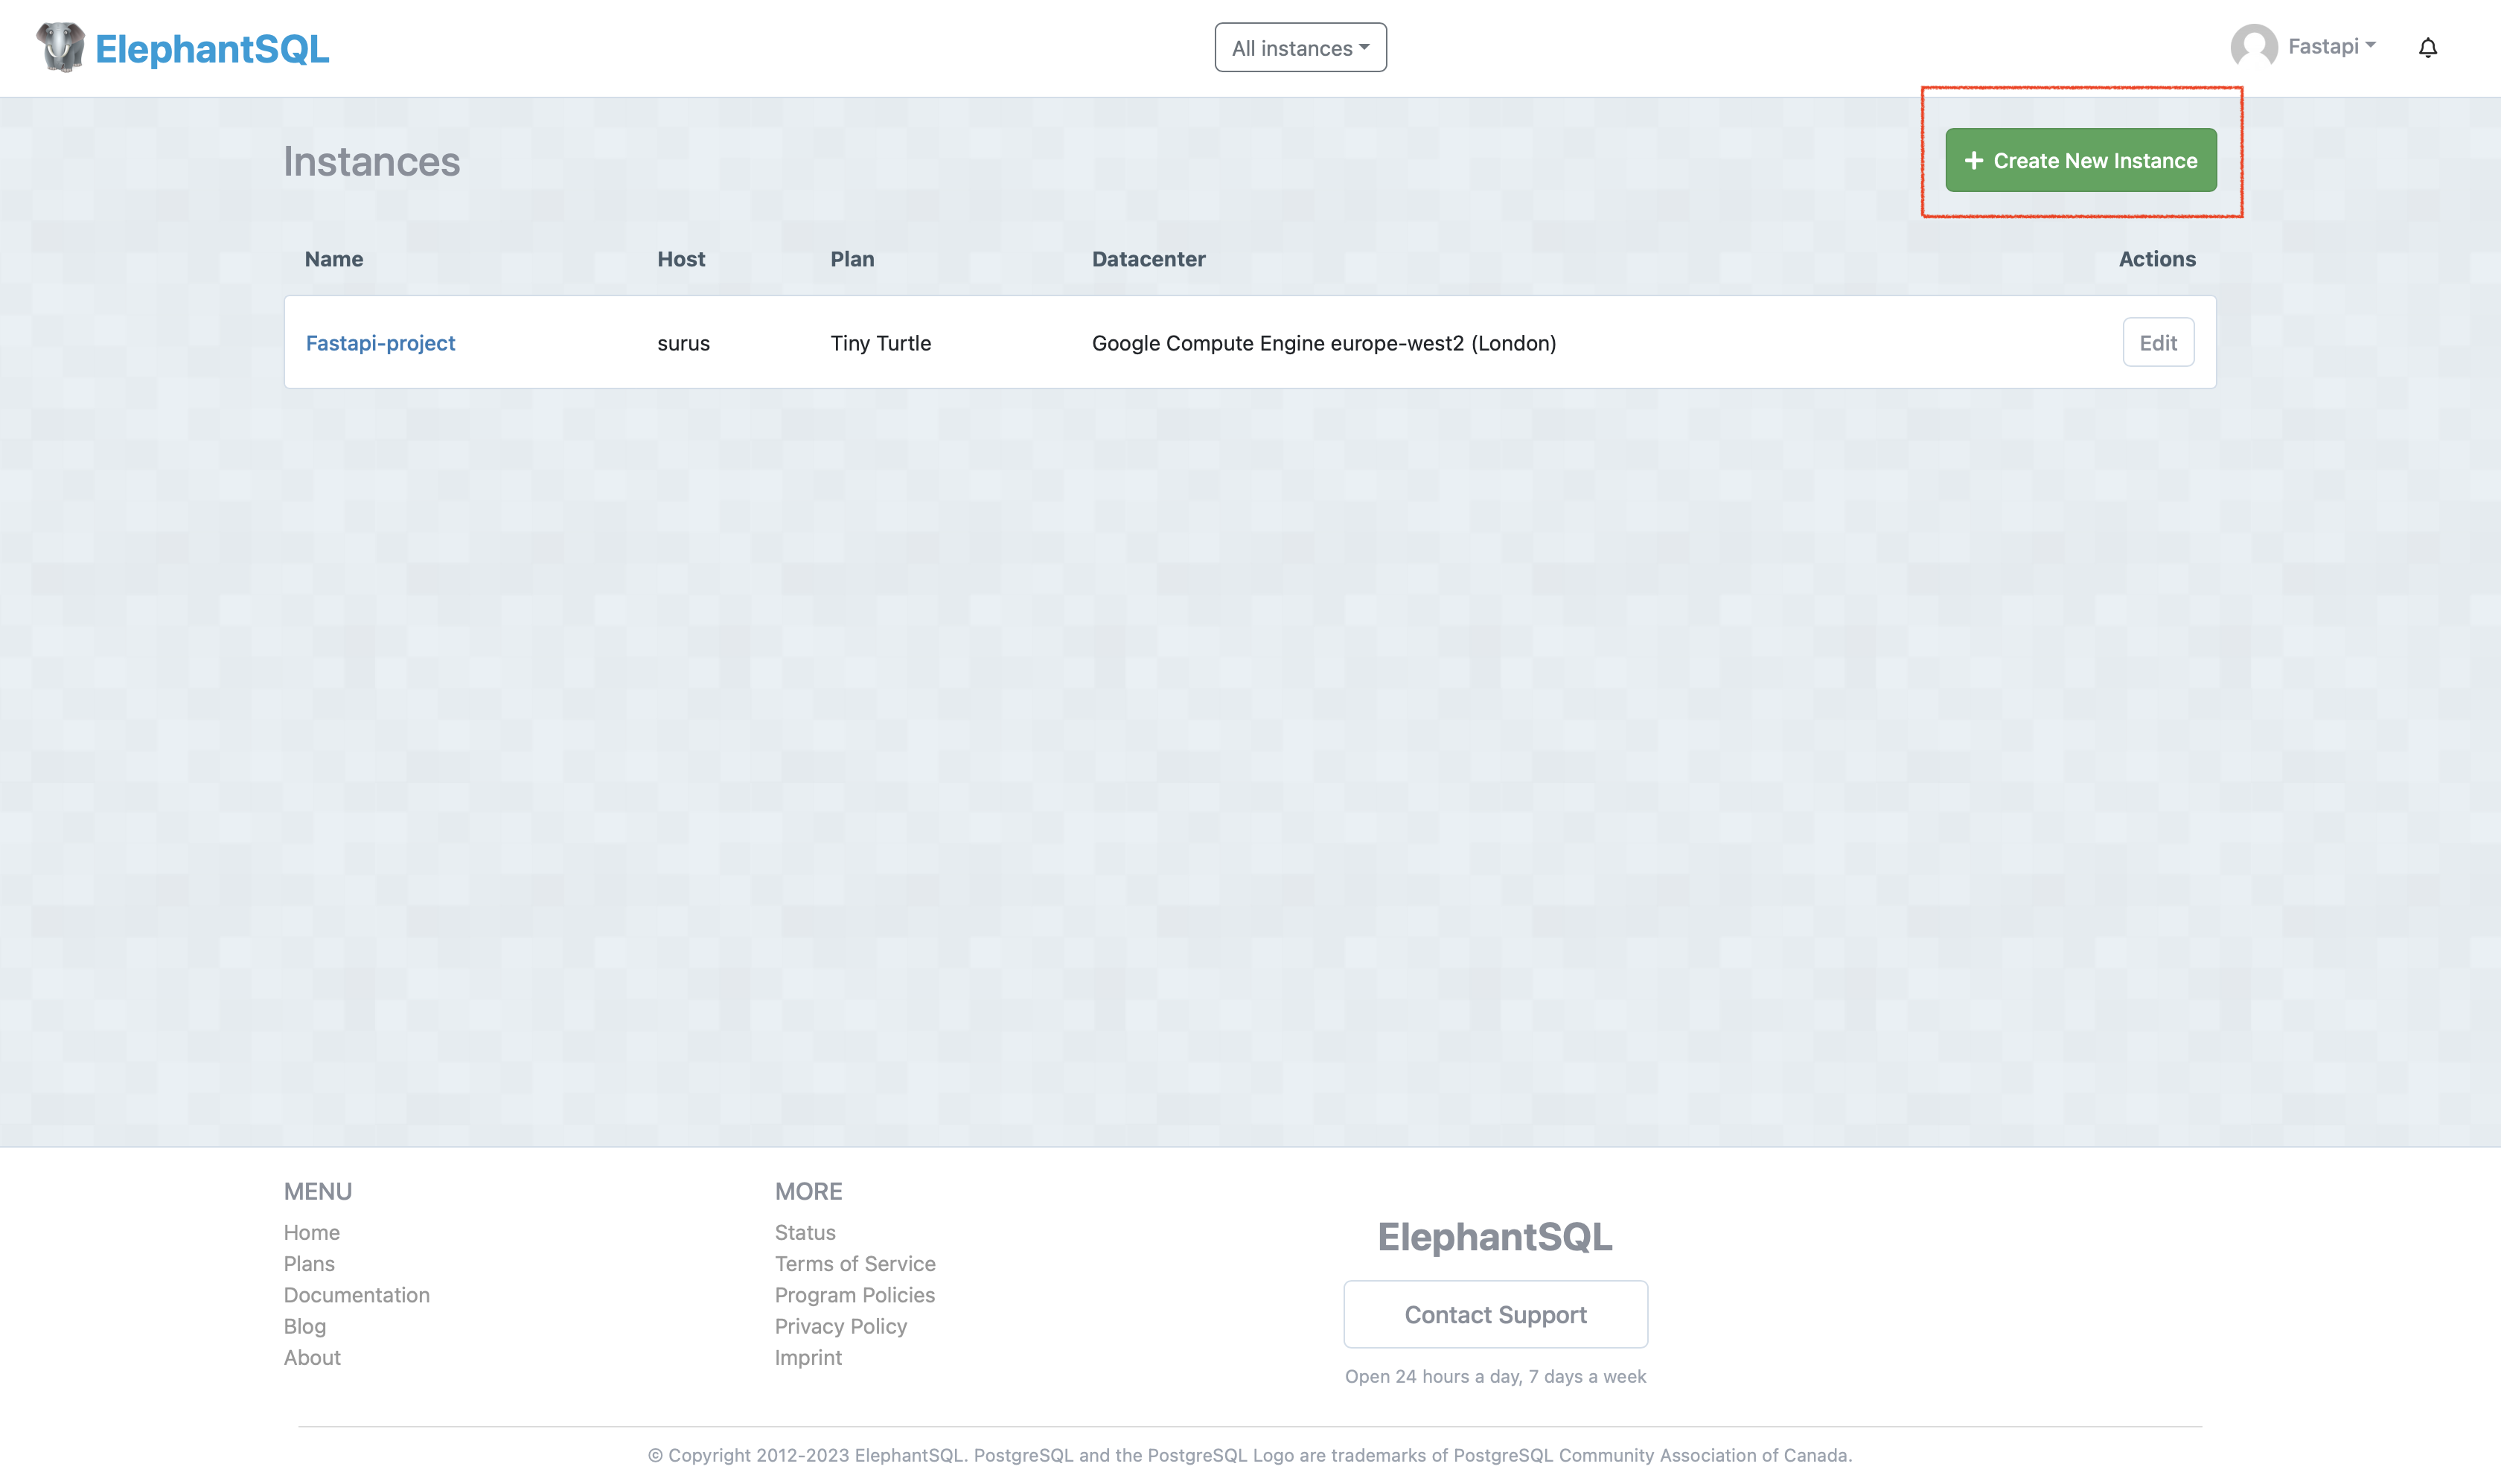 ElephantSQL
All instances
Fastapi
Instances
+ Create New Instance
Name Host Plan Datacenter Actions
Fastapi-project surus Tiny Turtle Google Compute Engine europe-west2 (London) Edit
MENU
Home
Plans
Documentation
Blog
About
MORE
Status
Terms of Service
Program Policies
Privacy Policy
Imprint
ElephantSQL
Contact Support
Open 24 hours a day, 7 days a week
© Copyright 2012-2023 ElephantSQL. PostgreSQL and the PostgreSQL Logo are trademarks of PostgreSQL Community Association of Canada.